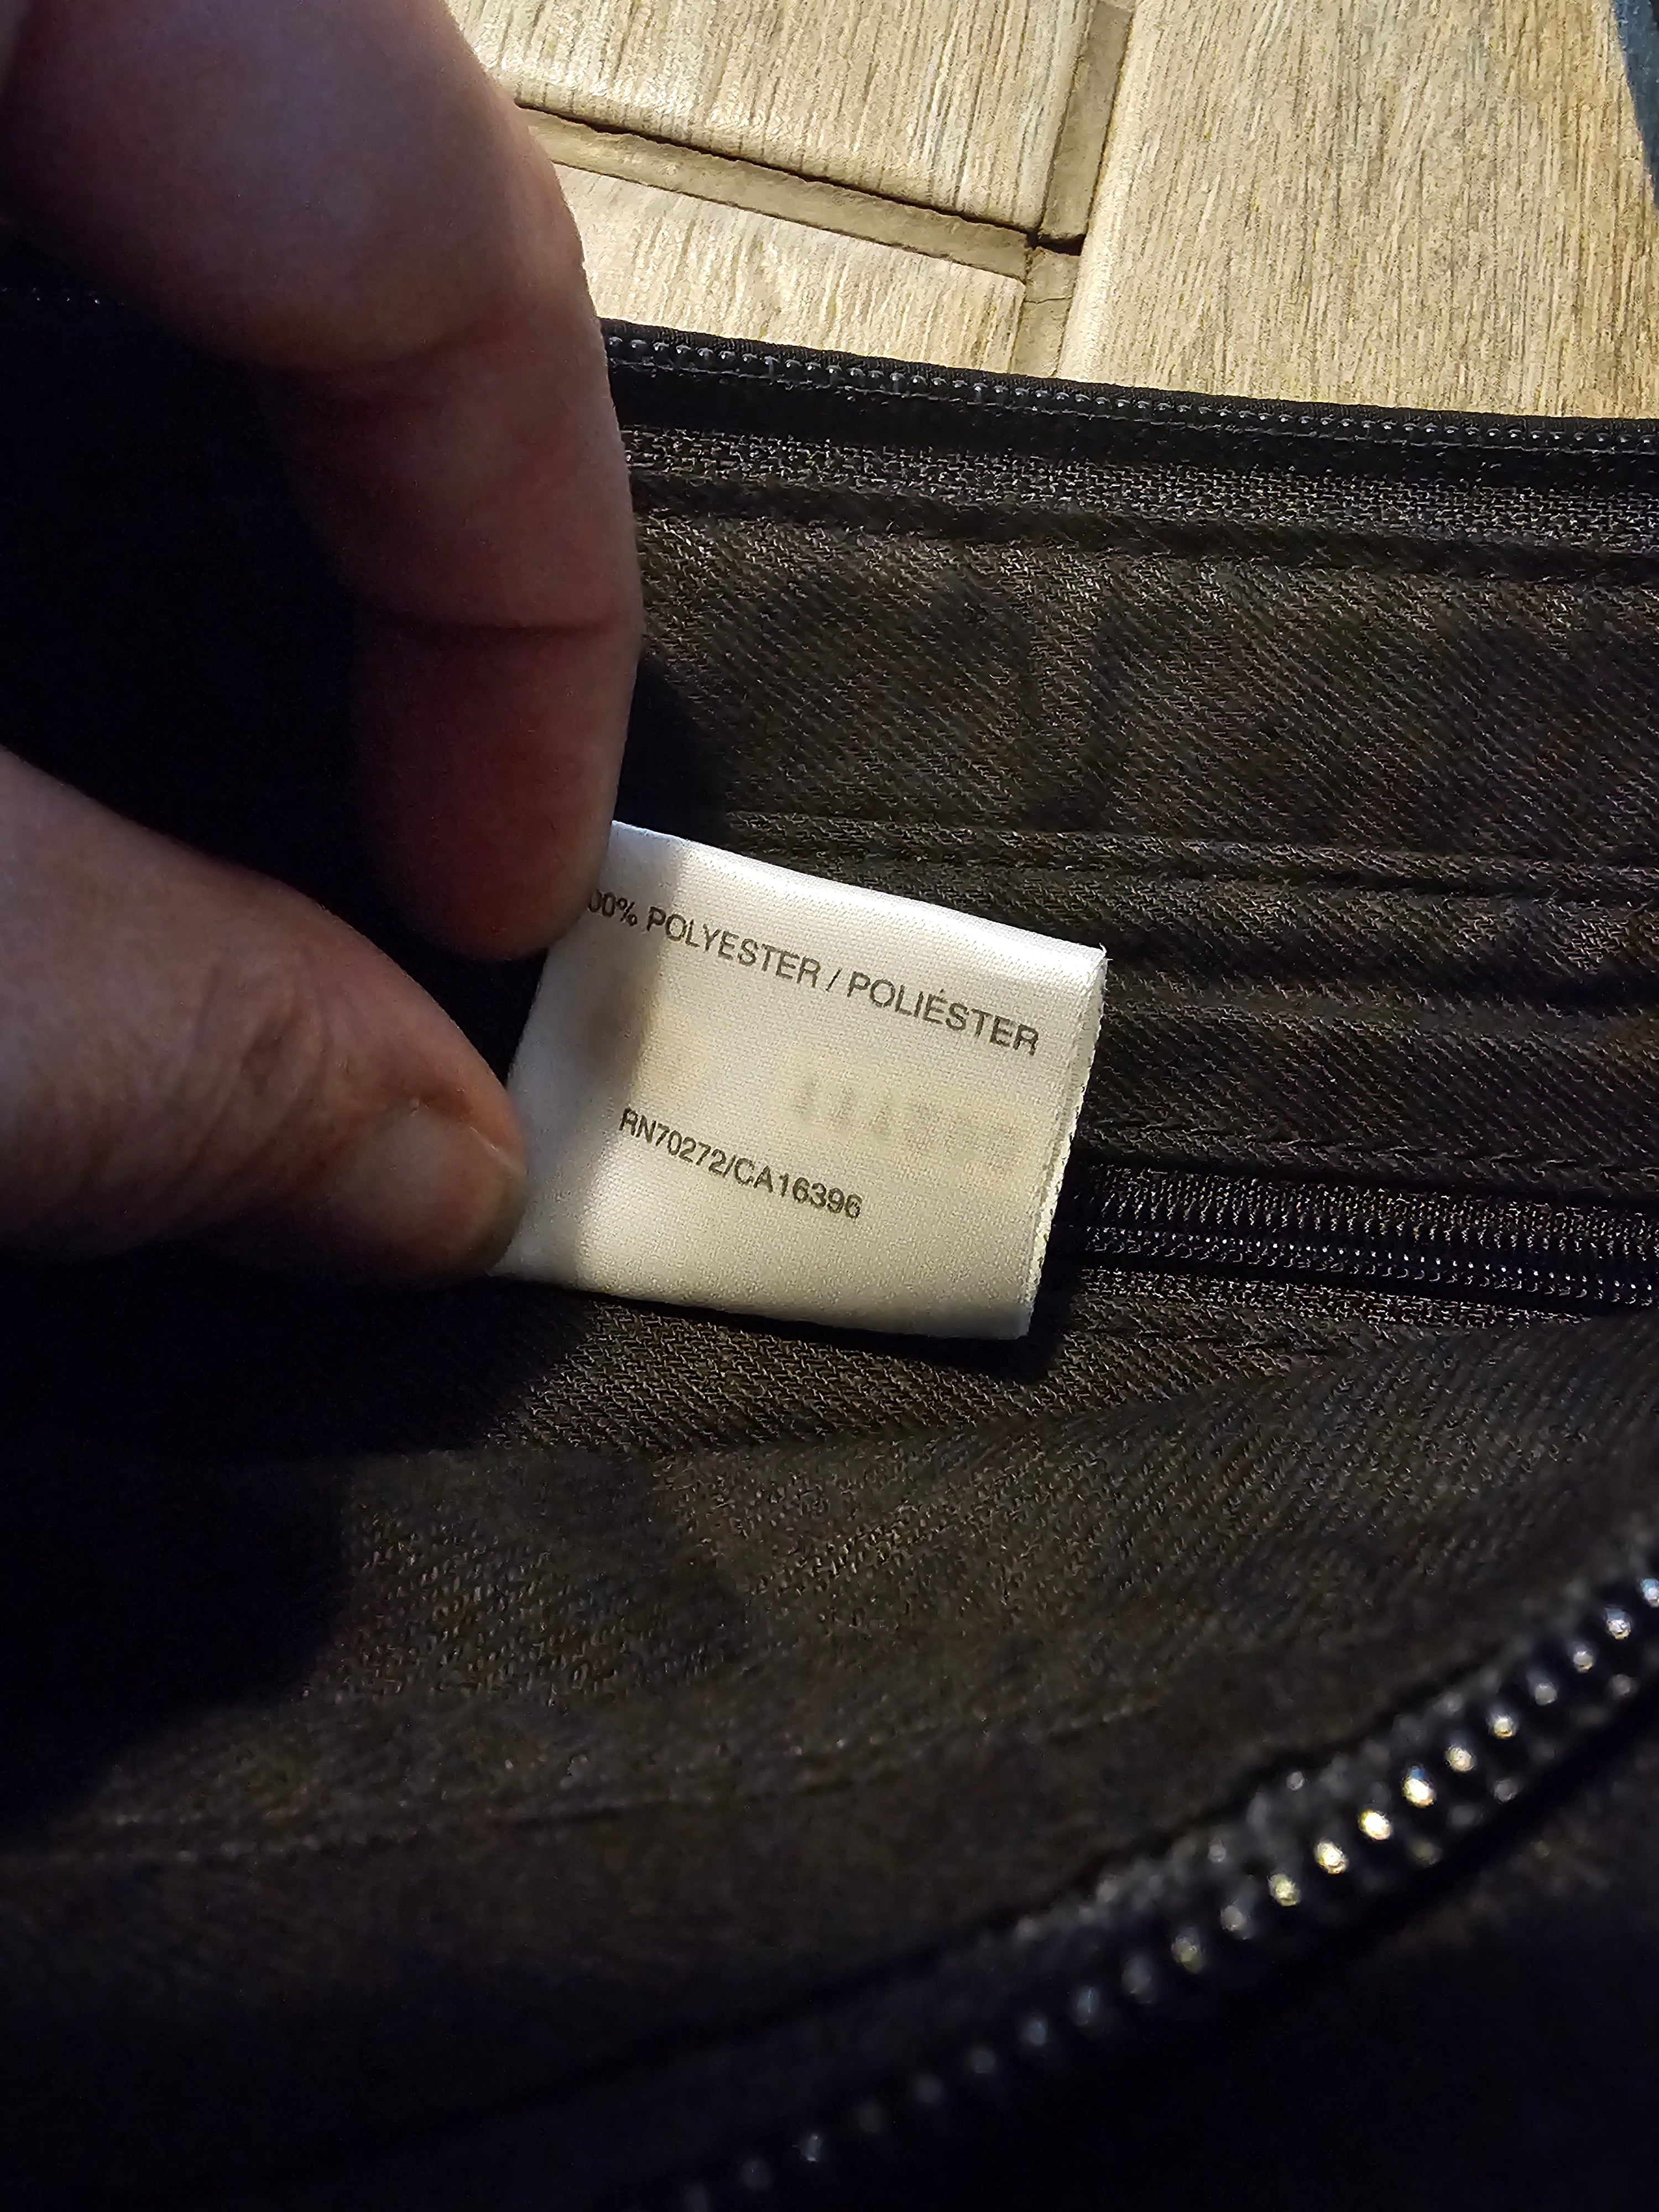 00% POLYESTER / POLIÉSTER
RN70272/CA16396